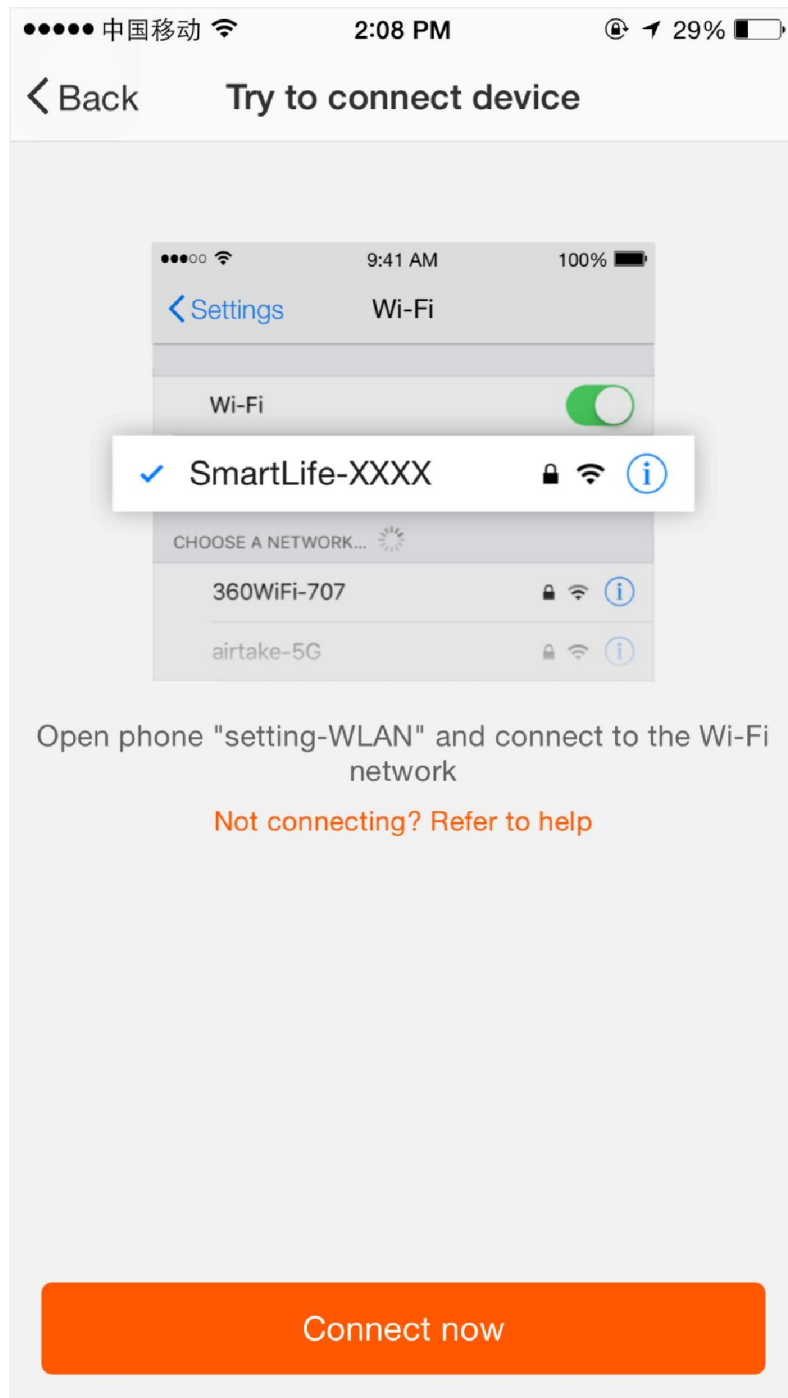 中国移动 2:08 PM 29%
Back Try to connect device
9:41 AM 100%
Settings Wi-Fi
Wi-Fi
SmartLife-XXXX
CHOOSE A NETWORK...
360WiFi-707
airtake-5G
Open phone "setting-WLAN" and connect to the Wi-Fi
network
Not connecting? Refer to help
Connect now